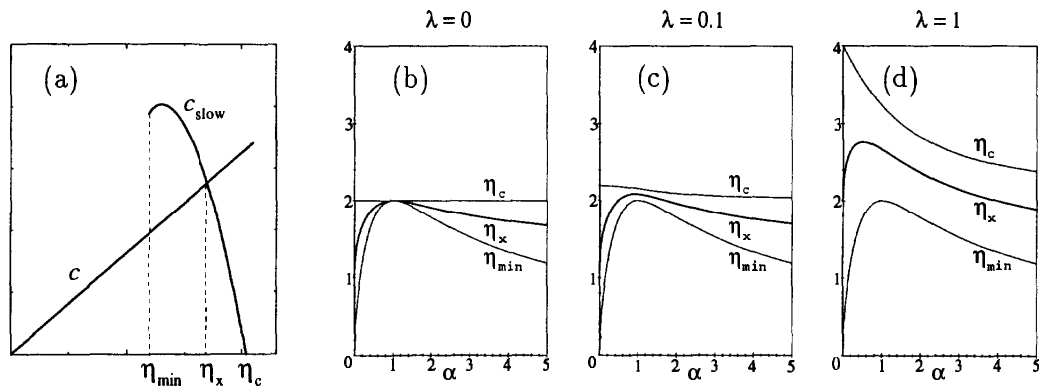 λ = 0
λ = 0.1
λ = 1
(a)
c_slow
c
η_min
η_x
η_c
(b)
4
3
2
1
0
η_c
η_x
η_min
0 1 2 3 4 5
α
(c)
4
3
2
1
0
η_c
η_x
η_min
0 1 2 3 4 5
α
(d)
4
3
2
1
0
η_c
η_x
η_min
0 1 2 3 4 5
α